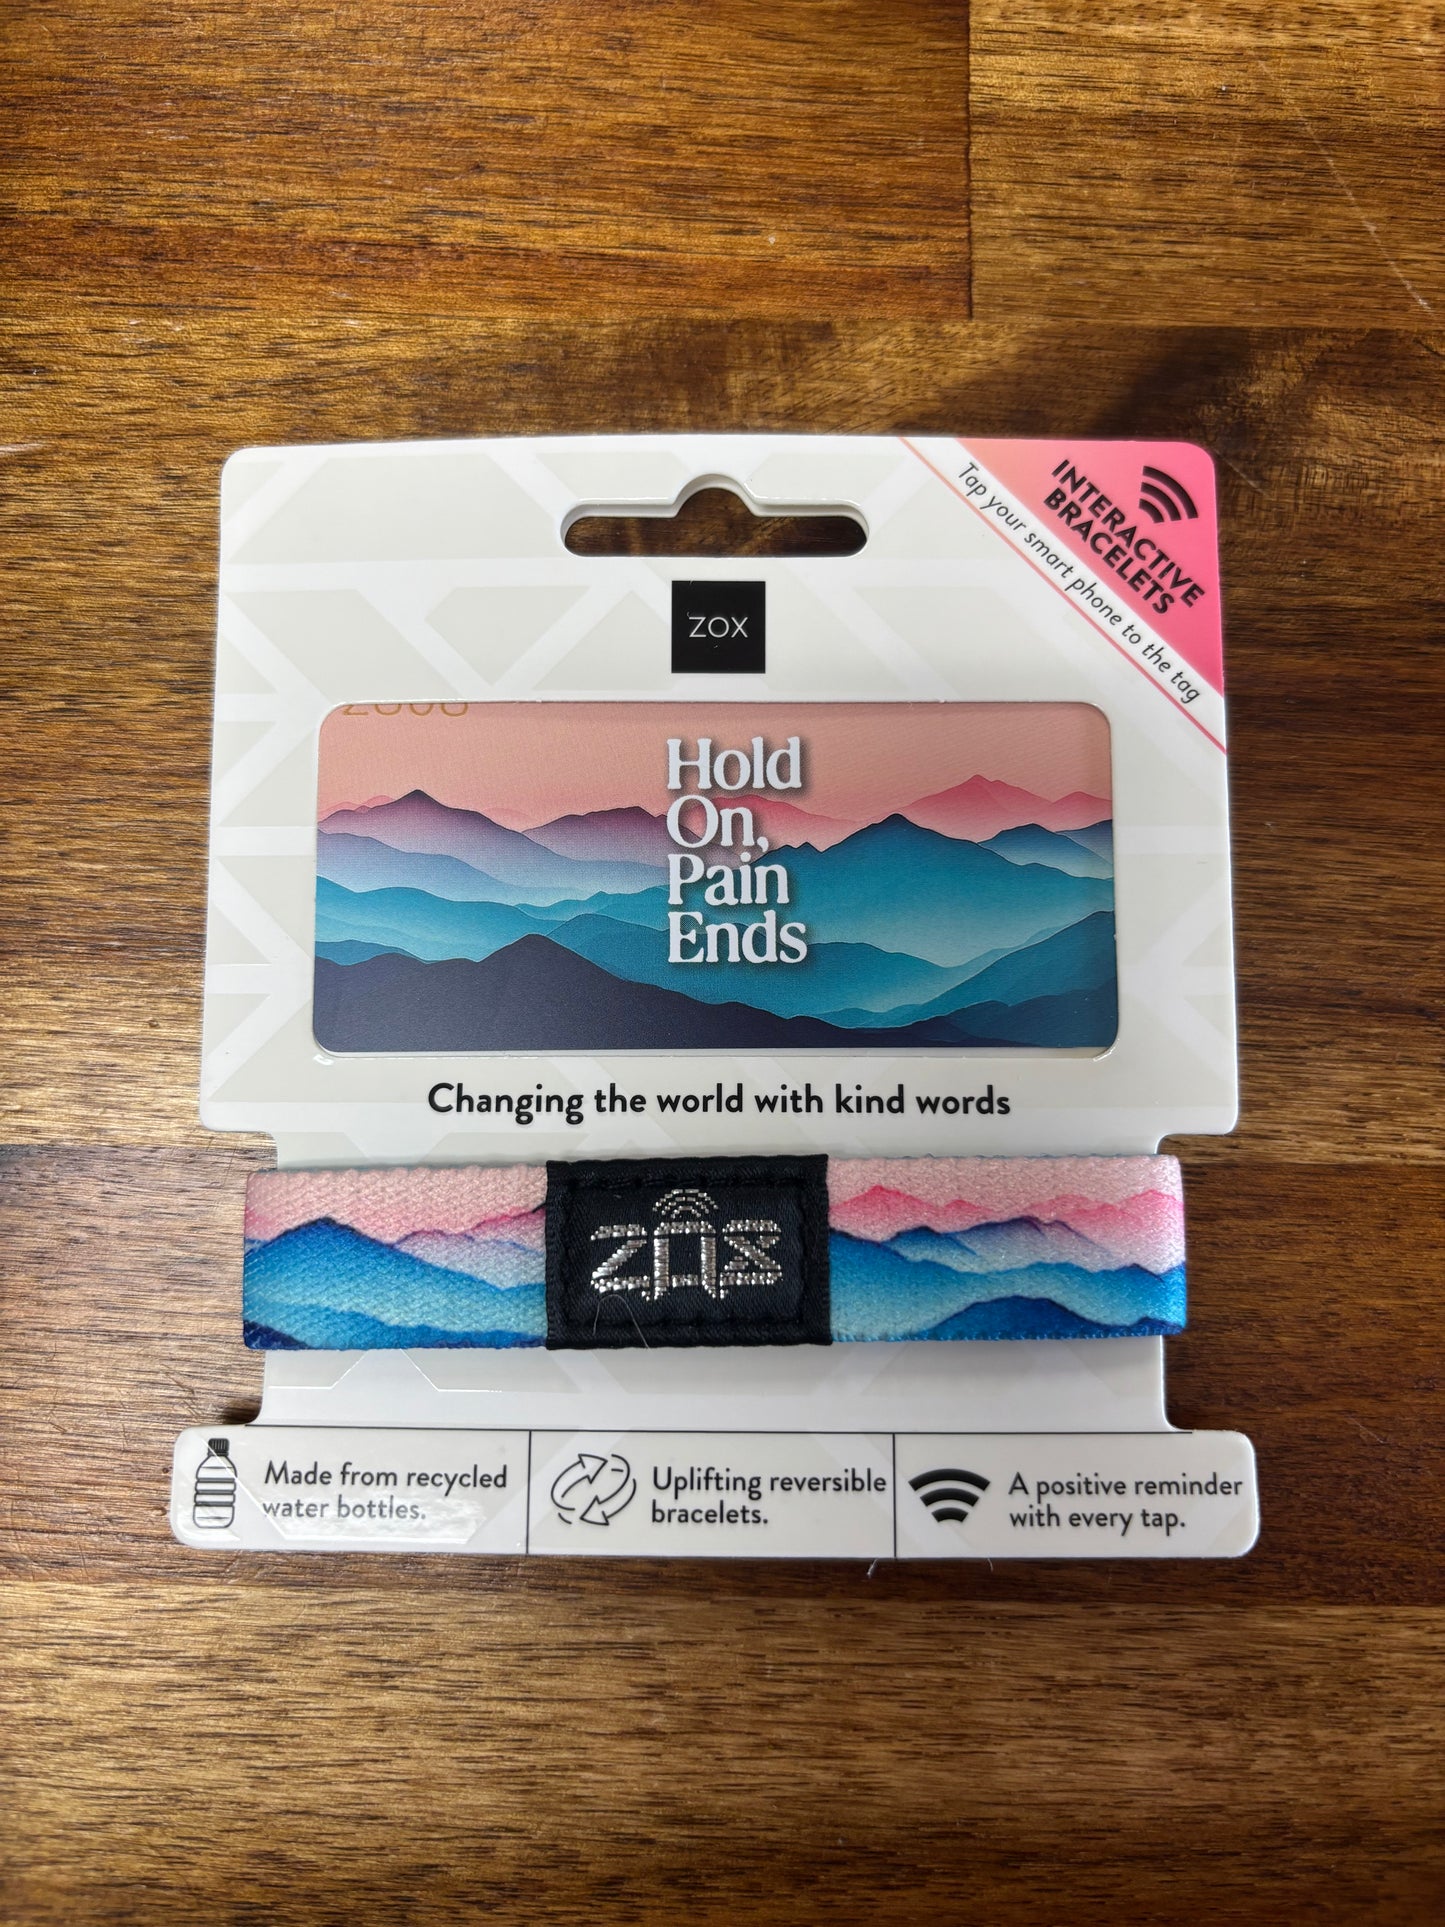 INTERACTIVE
BRACELETS
Tap your smart phone to the tag
ZOX
Hold
On,
Pain
Ends
Changing the world with kind words
ZOX
Made from recycled
water bottles.
Uplifting reversible
bracelets.
A positive reminder
with every tap.